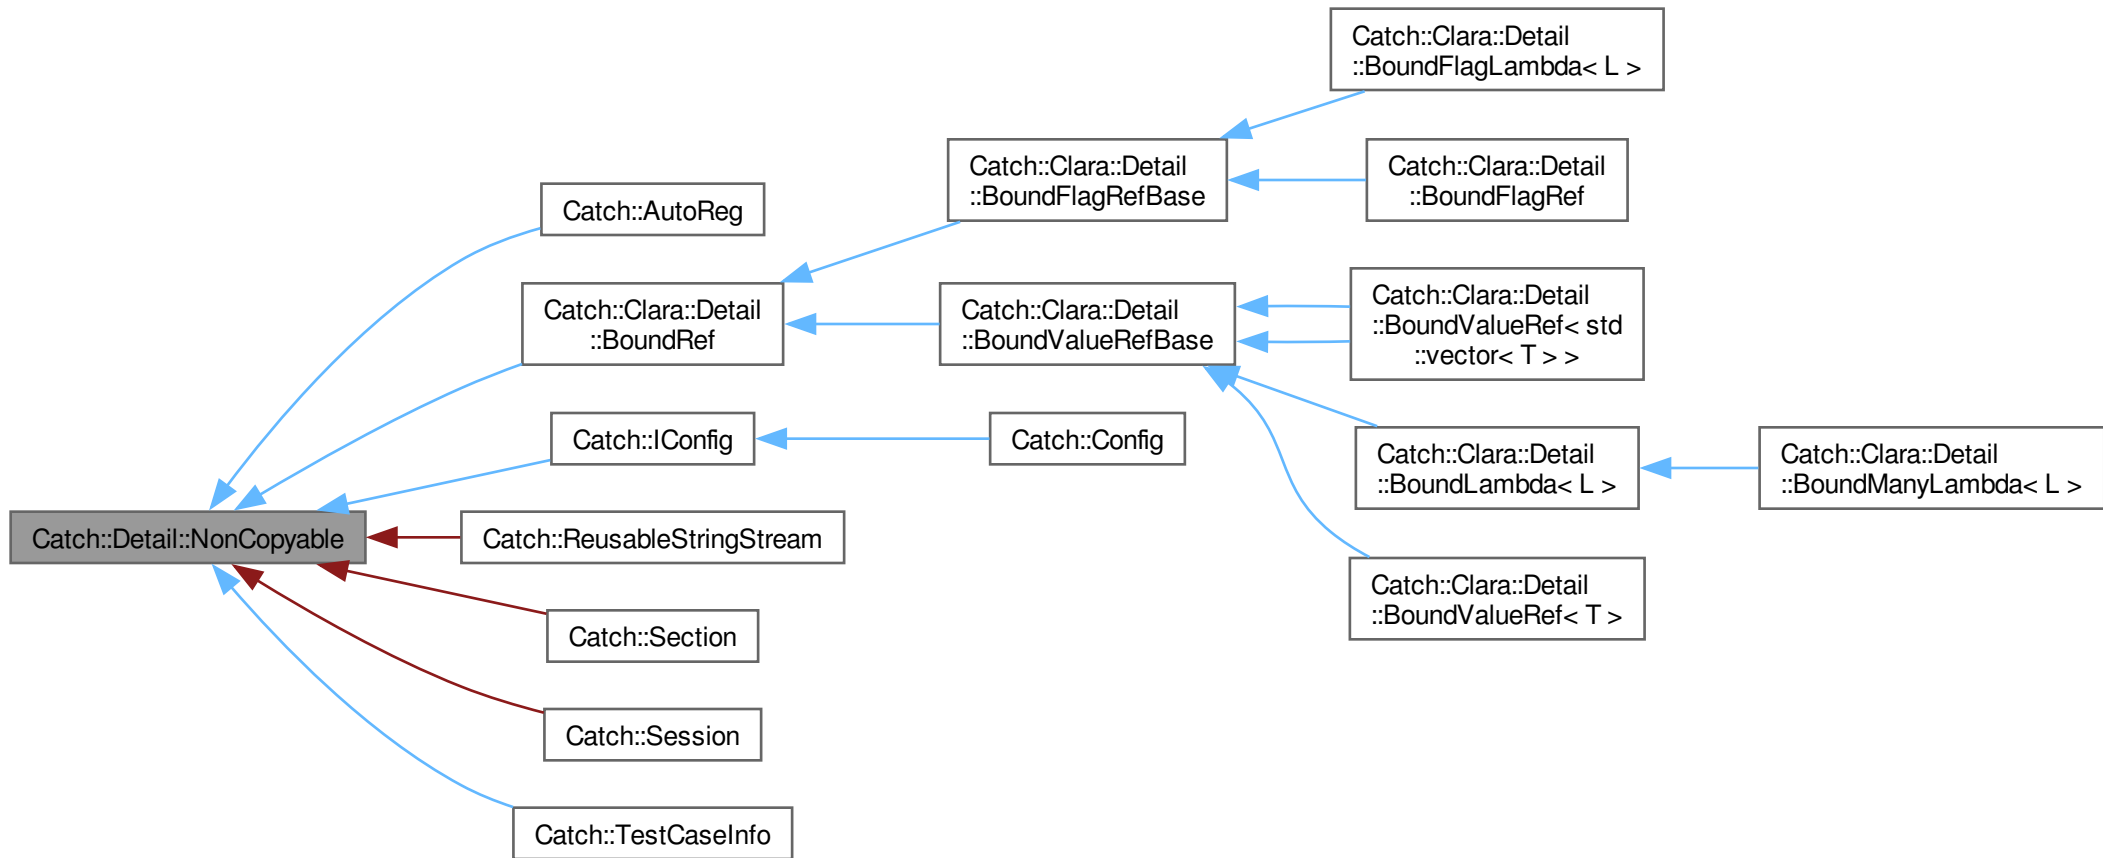 Catch::Detail::NonCopyable
Catch::AutoReg
Catch::Clara::Detail
::BoundRef
Catch::Clara::Detail
::BoundFlagRefBase
Catch::Clara::Detail
::BoundFlagLambda< L >
Catch::Clara::Detail
::BoundFlagRef
Catch::Clara::Detail
::BoundValueRefBase
Catch::Clara::Detail
::BoundValueRef< std
::vector< T > >
Catch::Clara::Detail
::BoundLambda< L >
Catch::Clara::Detail
::BoundManyLambda< L >
Catch::Clara::Detail
::BoundValueRef< T >
Catch::IConfig
Catch::Config
Catch::ReusableStringStream
Catch::Section
Catch::Session
Catch::TestCaseInfo